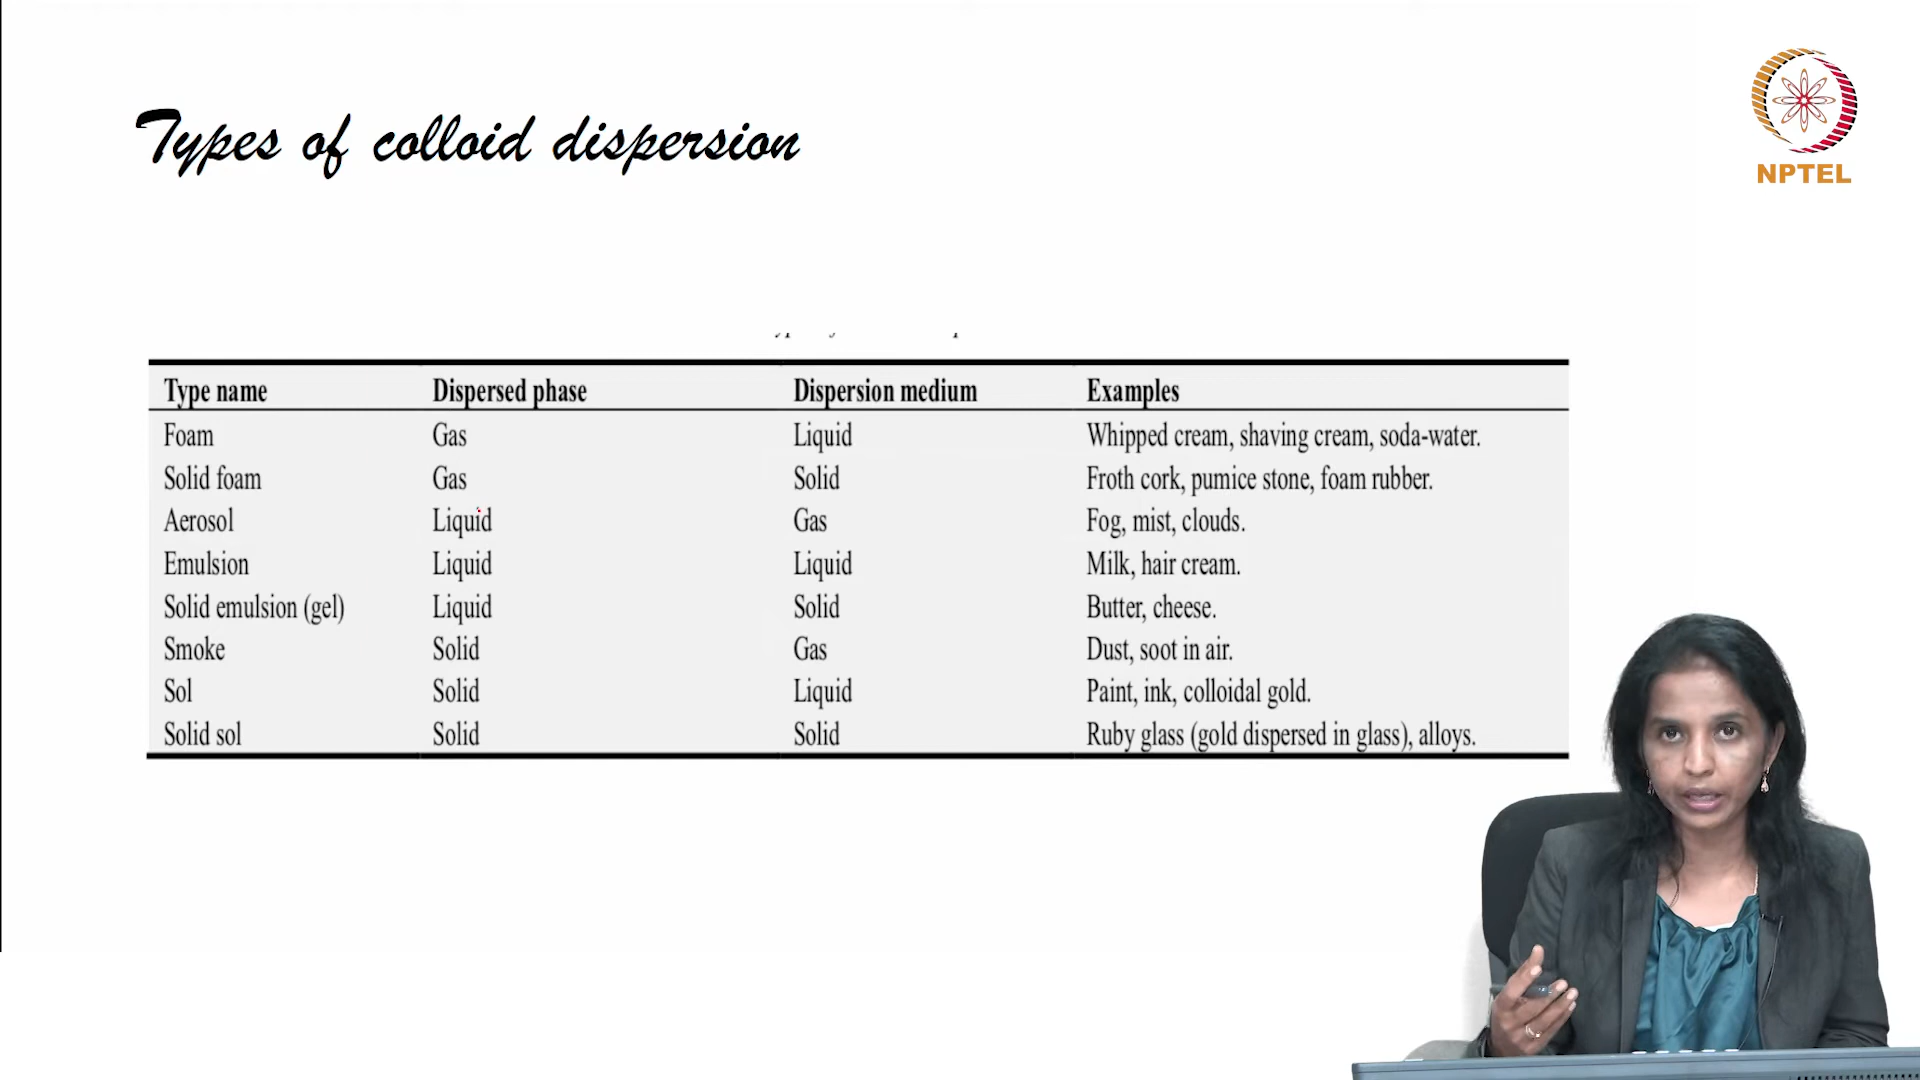 Types of colloid dispersion
NPTEL
Type name Dispersed phase Dispersion medium Examples
Foam Gas Liquid Whipped cream, shaving cream, soda-water.
Solid foam Gas Solid Froth cork, pumice stone, foam rubber.
Aerosol Liquid Gas Fog, mist, clouds.
Emulsion Liquid Liquid Milk, hair cream.
Solid emulsion (gel) Liquid Solid Butter, cheese.
Smoke Solid Gas Dust, soot in air.
Sol Solid Liquid Paint, ink, colloidal gold.
Solid sol Solid Solid Ruby glass (gold dispersed in glass), alloys.